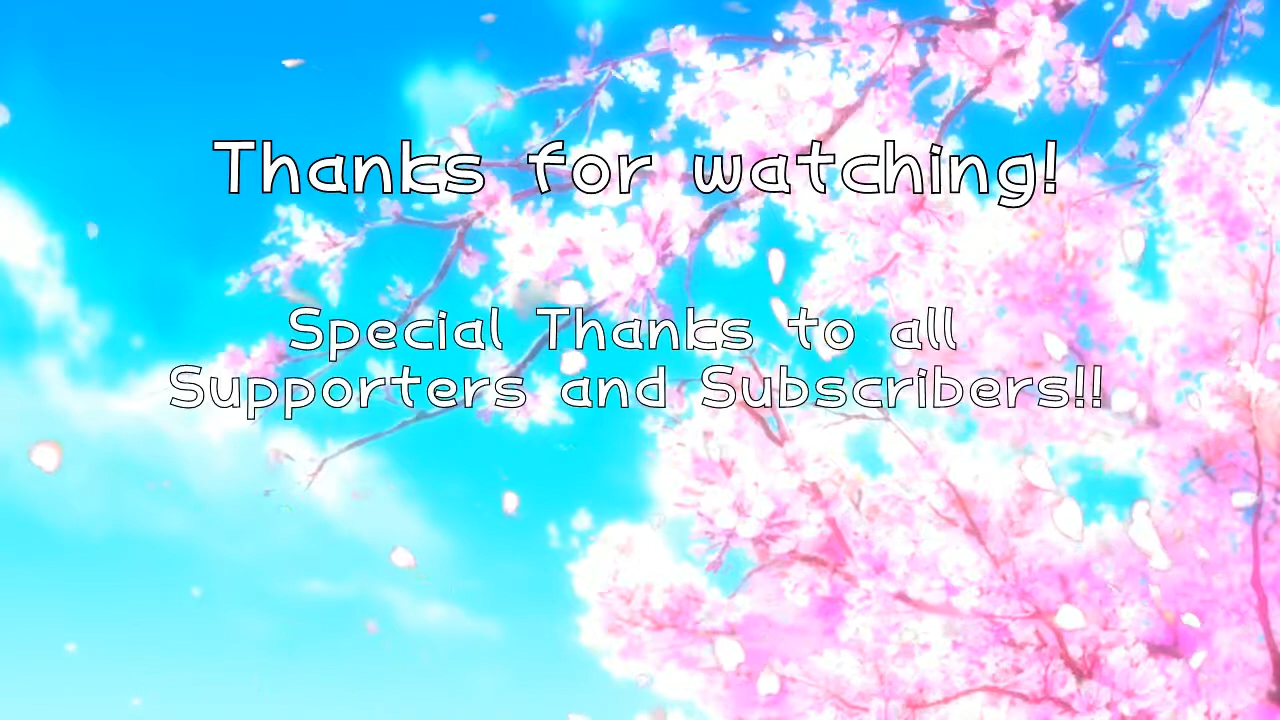 Thanks for watching!
Special Thanks to all
Supporters and Subscribers!!